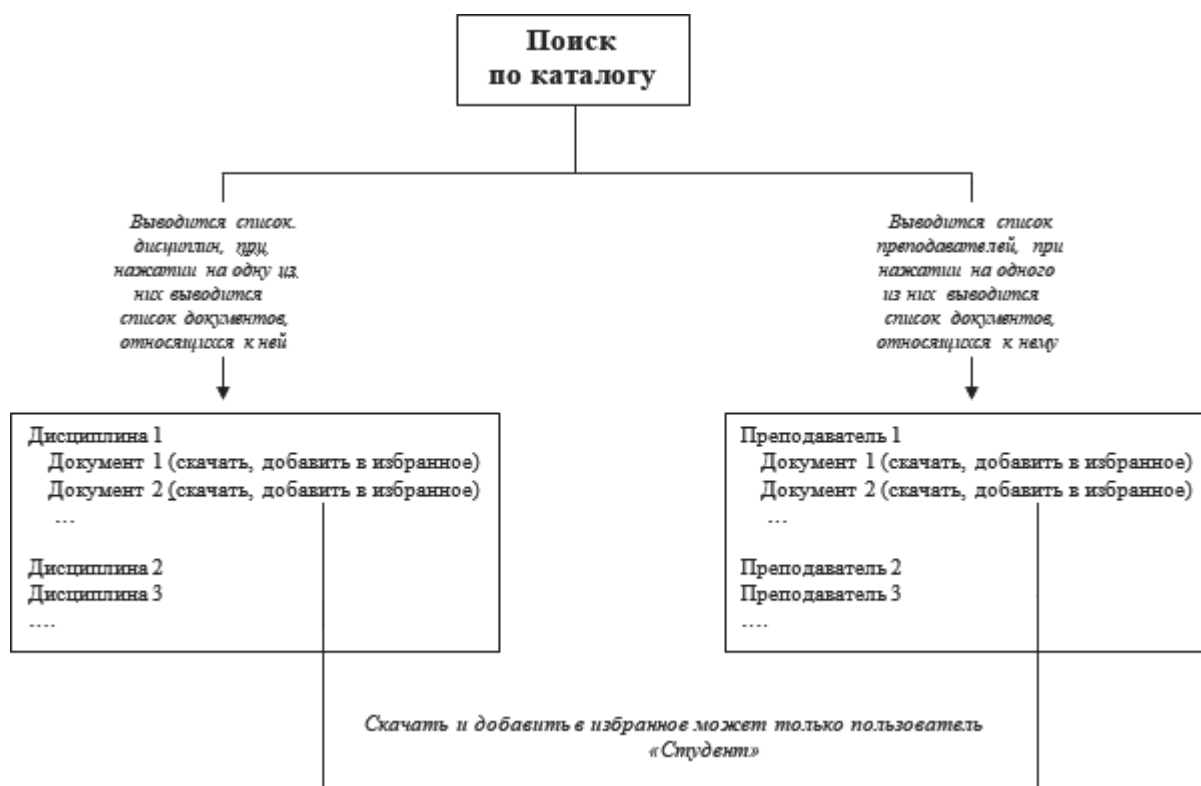 Поиск
по каталогу
Выводится список
дисциплин, при
нажатии на одну из
них выводится
список документов,
относящихся к ней
Выводится список
преподавателей, при
нажатии на одного
из них выводится
список документов,
относящихся к нему
Дисциплина 1
Документ 1 (скачать, добавить в избранное)
Документ 2 (скачать, добавить в избранное)
...
Дисциплина 2
Дисциплина 3
....
Преподаватель 1
Документ 1 (скачать, добавить в избранное)
Документ 2 (скачать, добавить в избранное)
...
Преподаватель 2
Преподаватель 3
....
Скачать и добавить в избранное может только пользователь
«Студент»